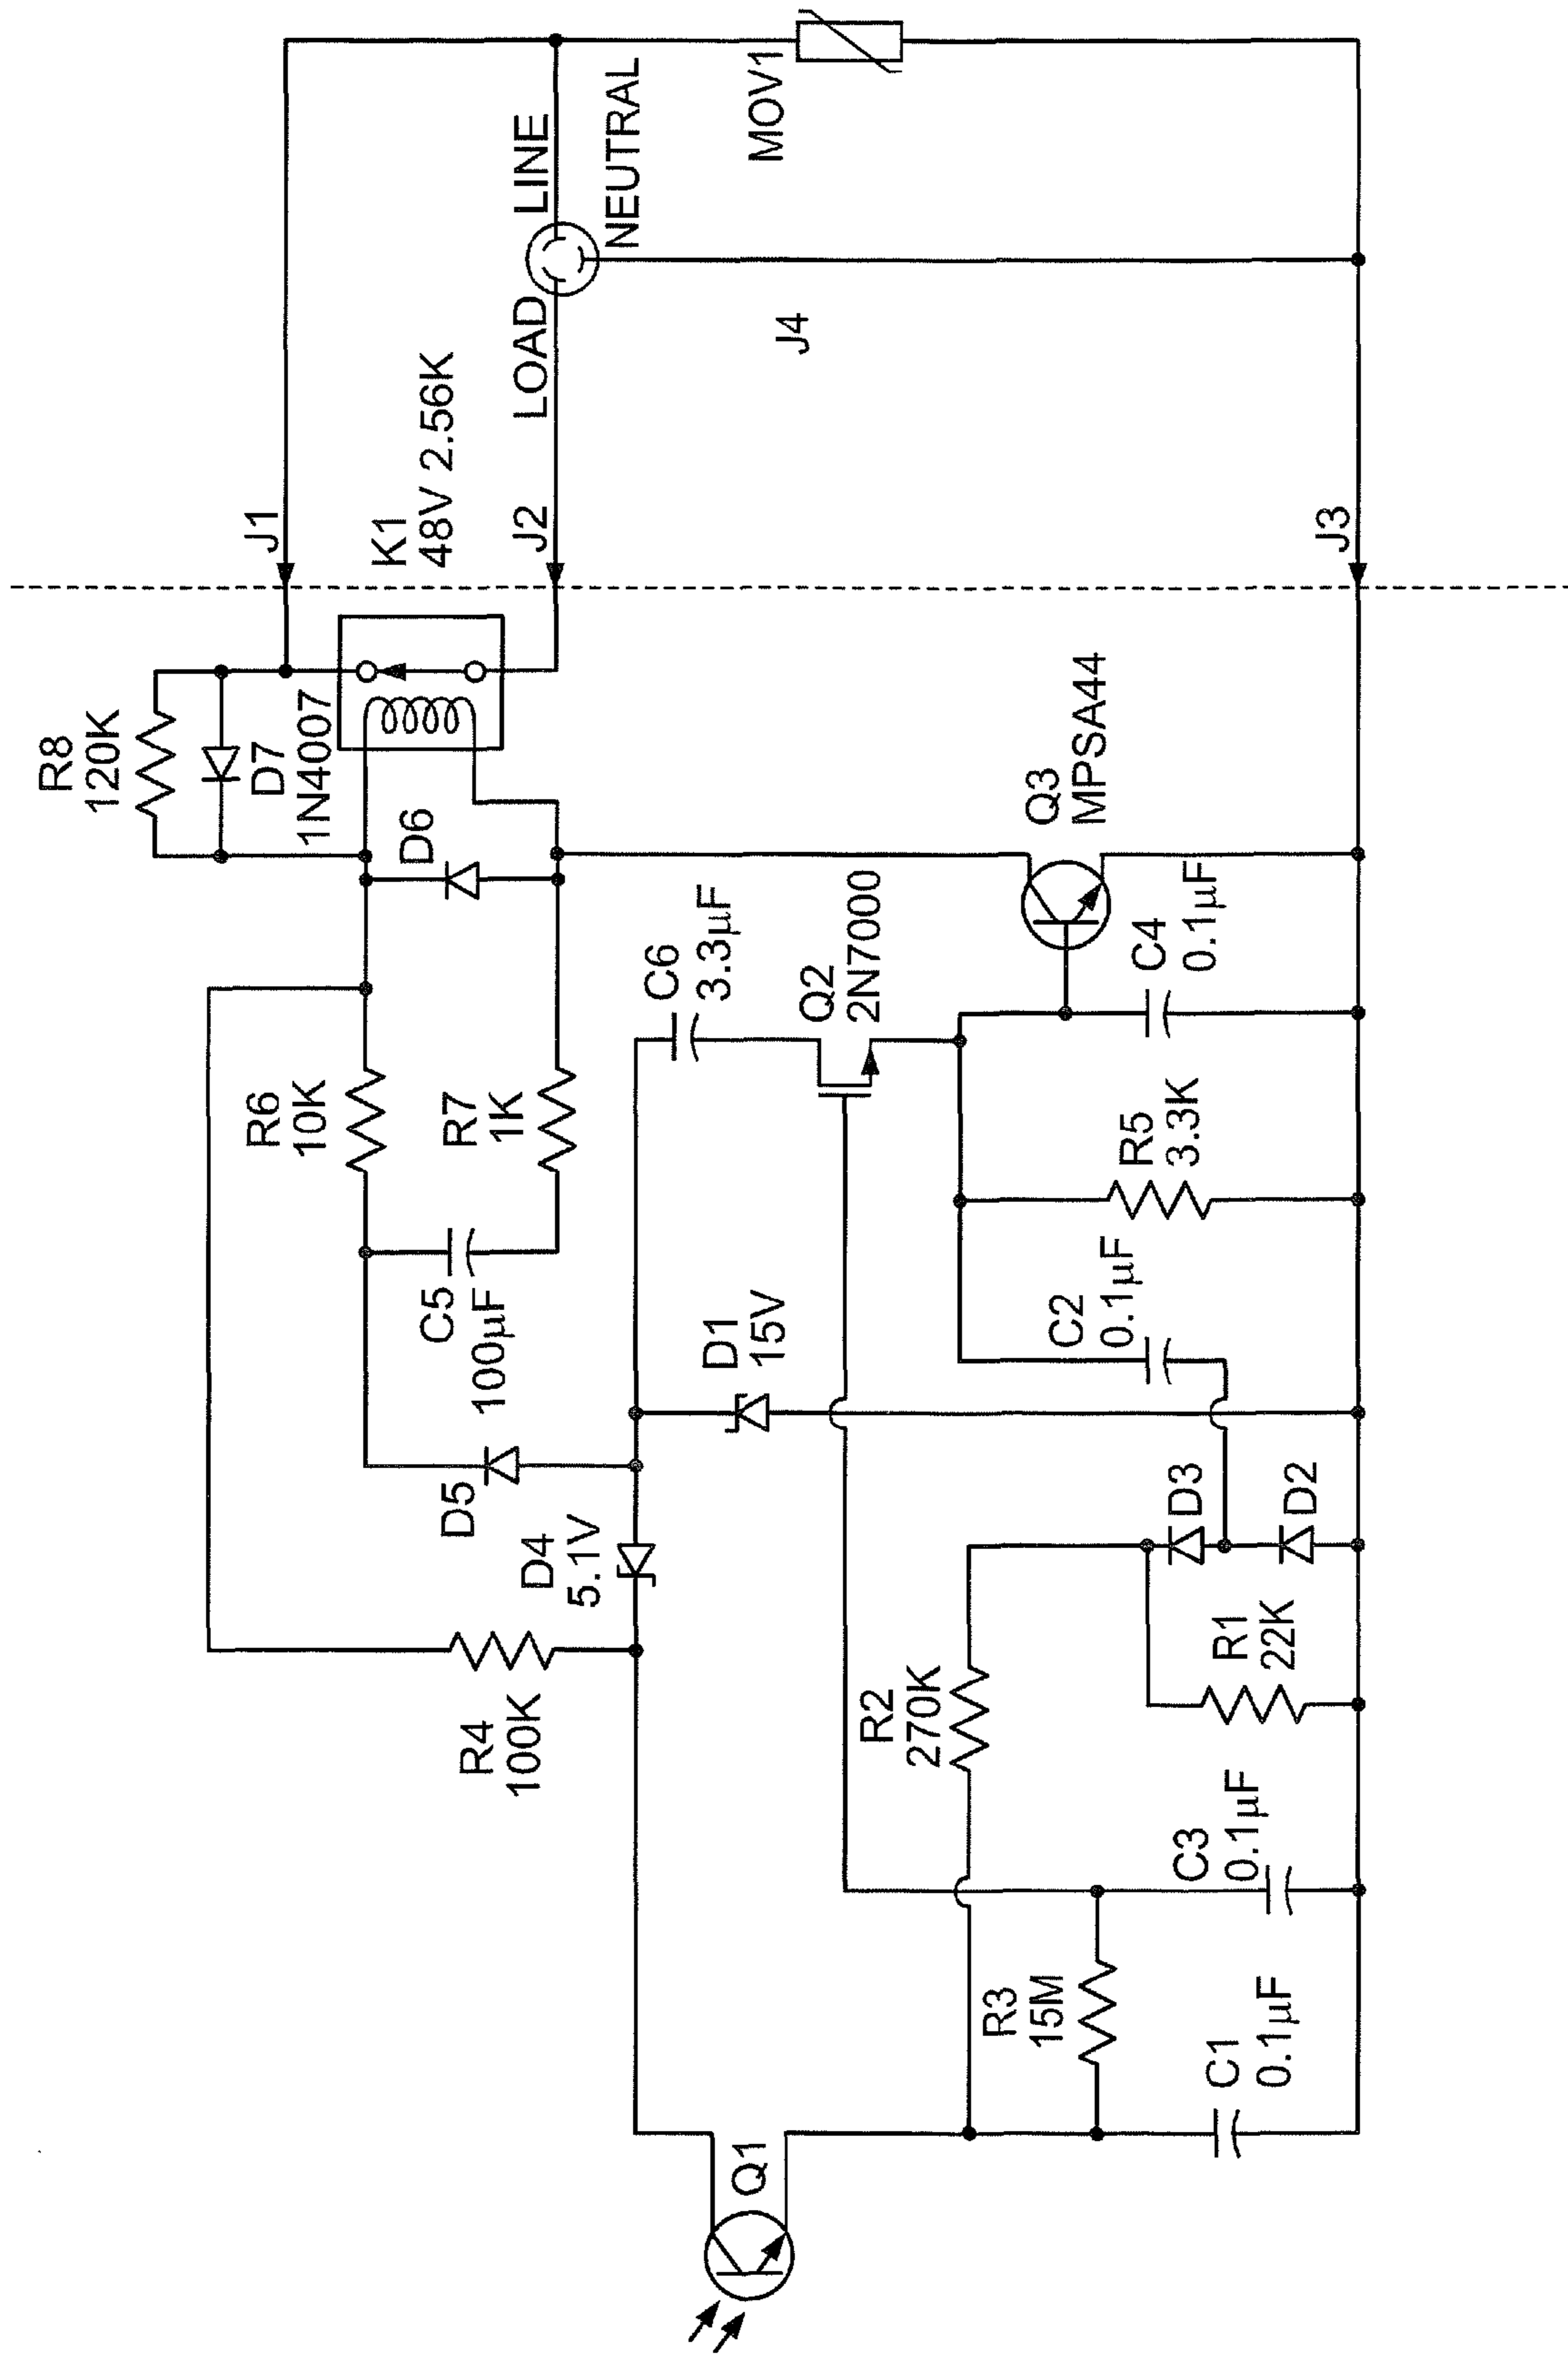 R8
120K
D7
1N4007
J1
K1
48V 2.56K
J2
LOAD
LINE
NEUTRAL
MOV1
J4
J3
D6
R6
10K
R7
1K
C5
100μF
C6
3.3μF
Q2
2N7000
Q3
MPSA44
C4
0.1μF
R5
3.3K
C2
0.1μF
D1
15V
D5
D4
5.1V
D3
D2
R4
100K
R2
270K
R1
22K
C3
0.1μF
R3
15M
C1
0.1μF
Q1